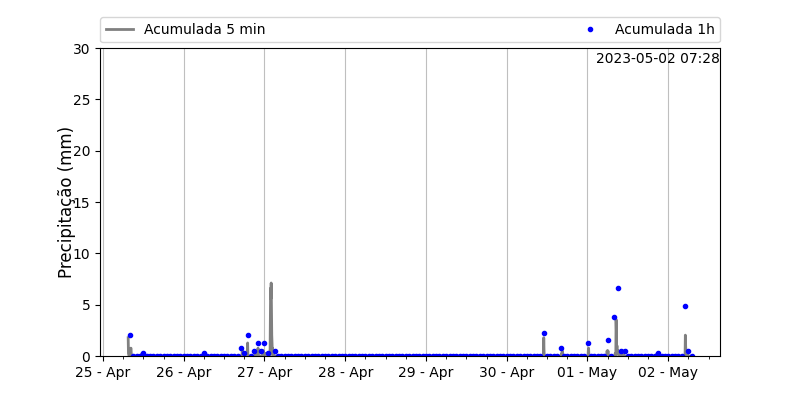 Acumulada 5 min
Acumulada 1h
2023-05-02 07:28
Precipitação (mm)
30
25
20
15
10
5
0
25 - Apr
26 - Apr
27 - Apr
28 - Apr
29 - Apr
30 - Apr
01 - May
02 - May